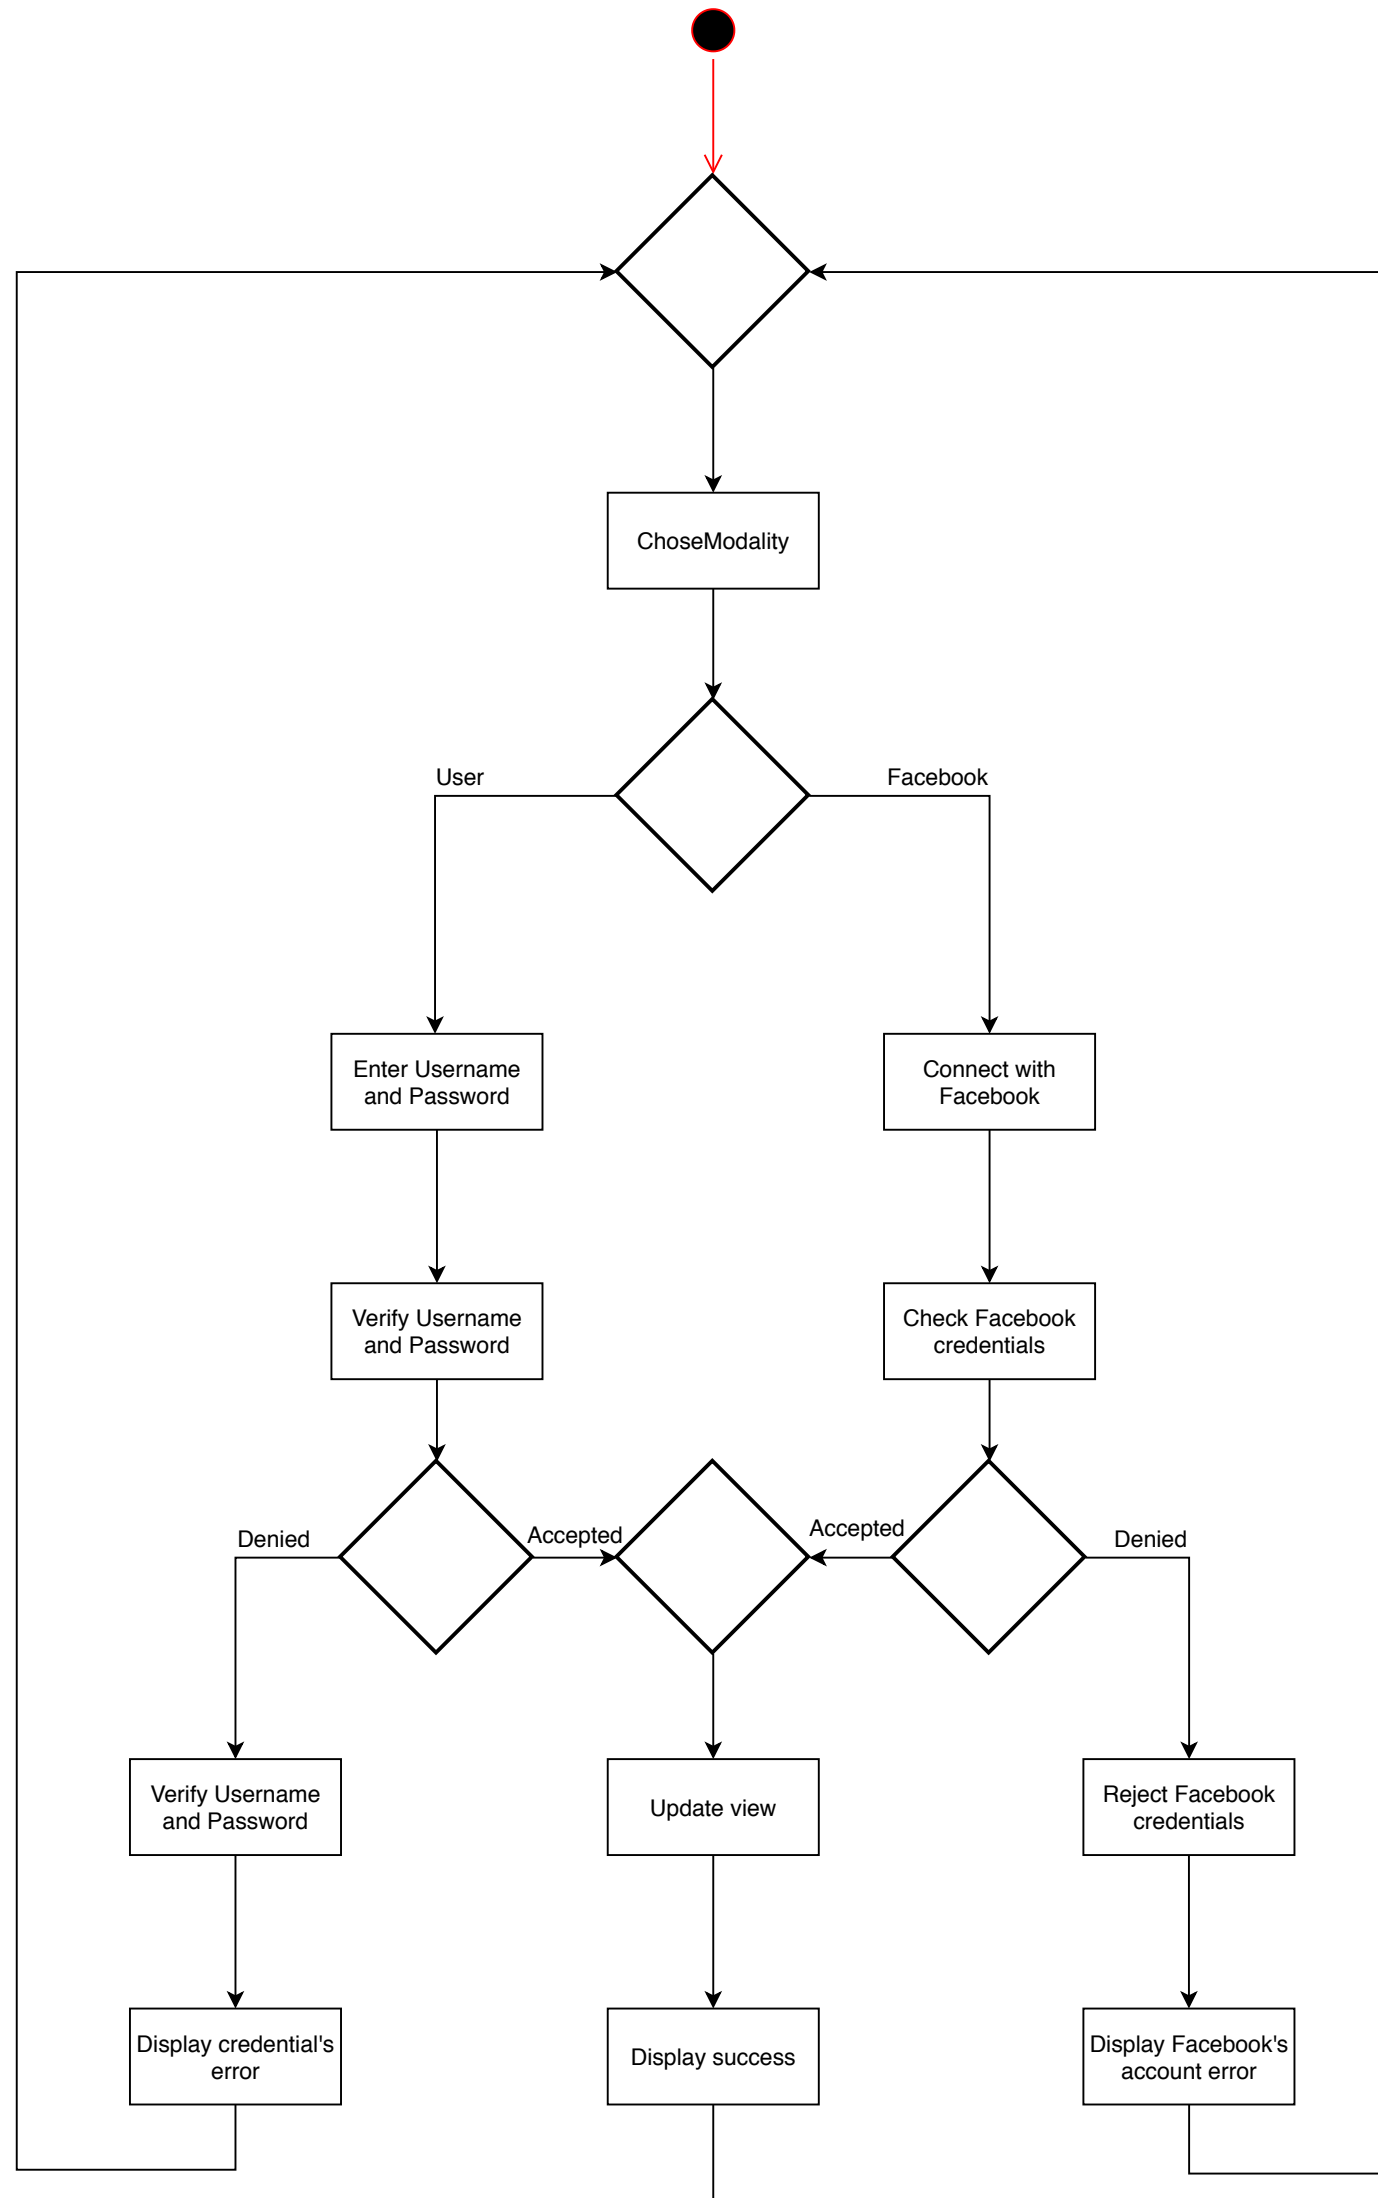 ChoseModality
User
Facebook
Enter Username
and Password
Connect with
Facebook
Verify Username
and Password
Check Facebook
credentials
Denied
Accepted
Accepted
Denied
Verify Username
and Password
Update view
Reject Facebook
credentials
Display credential's
error
Display success
Display Facebook's
account error